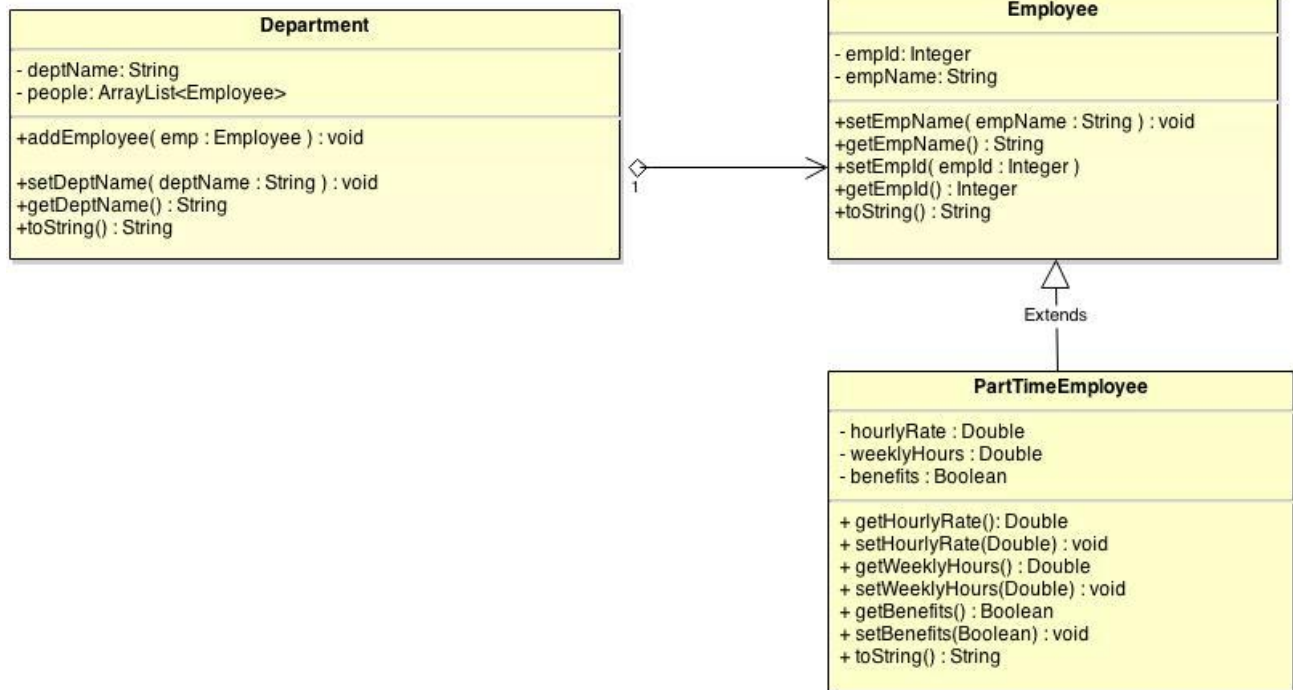 Department
- deptName: String
- people: ArrayList<Employee>
+addEmployee( emp : Employee ) : void
+setDeptName( deptName : String ) : void
+getDeptName() : String
+toString() : String
1
Employee
- empId: Integer
- empName: String
+setEmpName( empName : String ) : void
+getEmpName() : String
+setEmpId( empId : Integer )
+getEmpId() : Integer
+toString() : String
Extends
PartTimeEmployee
- hourlyRate : Double
- weeklyHours : Double
- benefits : Boolean
+ getHourlyRate(): Double
+ setHourlyRate(Double) : void
+ getWeeklyHours() : Double
+ setWeeklyHours(Double) : void
+ getBenefits() : Boolean
+ setBenefits(Boolean) : void
+ toString() : String